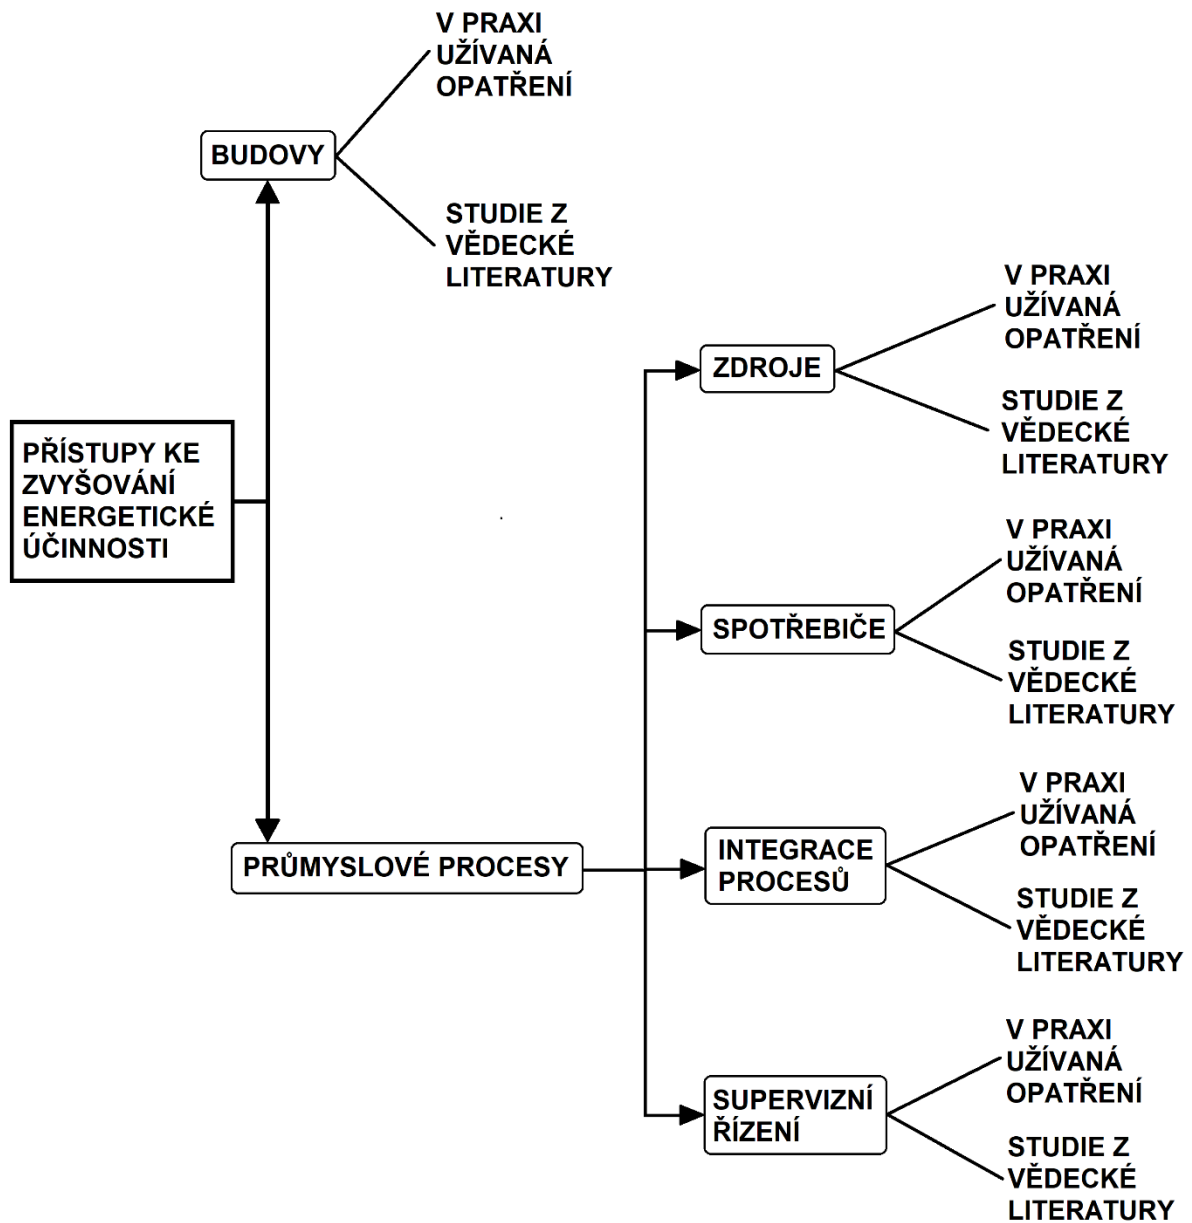 V PRAXI
UŽÍVANÁ
OPATŘENÍ
BUDOVY
STUDIE Z
VĚDECKÉ
LITERATURY
PŘÍSTUPY KE
ZVYŠOVÁNÍ
ENERGETICKÉ
ÚČINNOSTI
PRŮMYSLOVÉ PROCESY
V PRAXI
UŽÍVANÁ
OPATŘENÍ
ZDROJE
STUDIE Z
VĚDECKÉ
LITERATURY
V PRAXI
UŽÍVANÁ
OPATŘENÍ
SPOTŘEBIČE
STUDIE Z
VĚDECKÉ
LITERATURY
V PRAXI
UŽÍVANÁ
OPATŘENÍ
INTEGRACE
PROCESŮ
STUDIE Z
VĚDECKÉ
LITERATURY
V PRAXI
UŽÍVANÁ
OPATŘENÍ
SUPERVIZNÍ
ŘÍZENÍ
STUDIE Z
VĚDECKÉ
LITERATURY